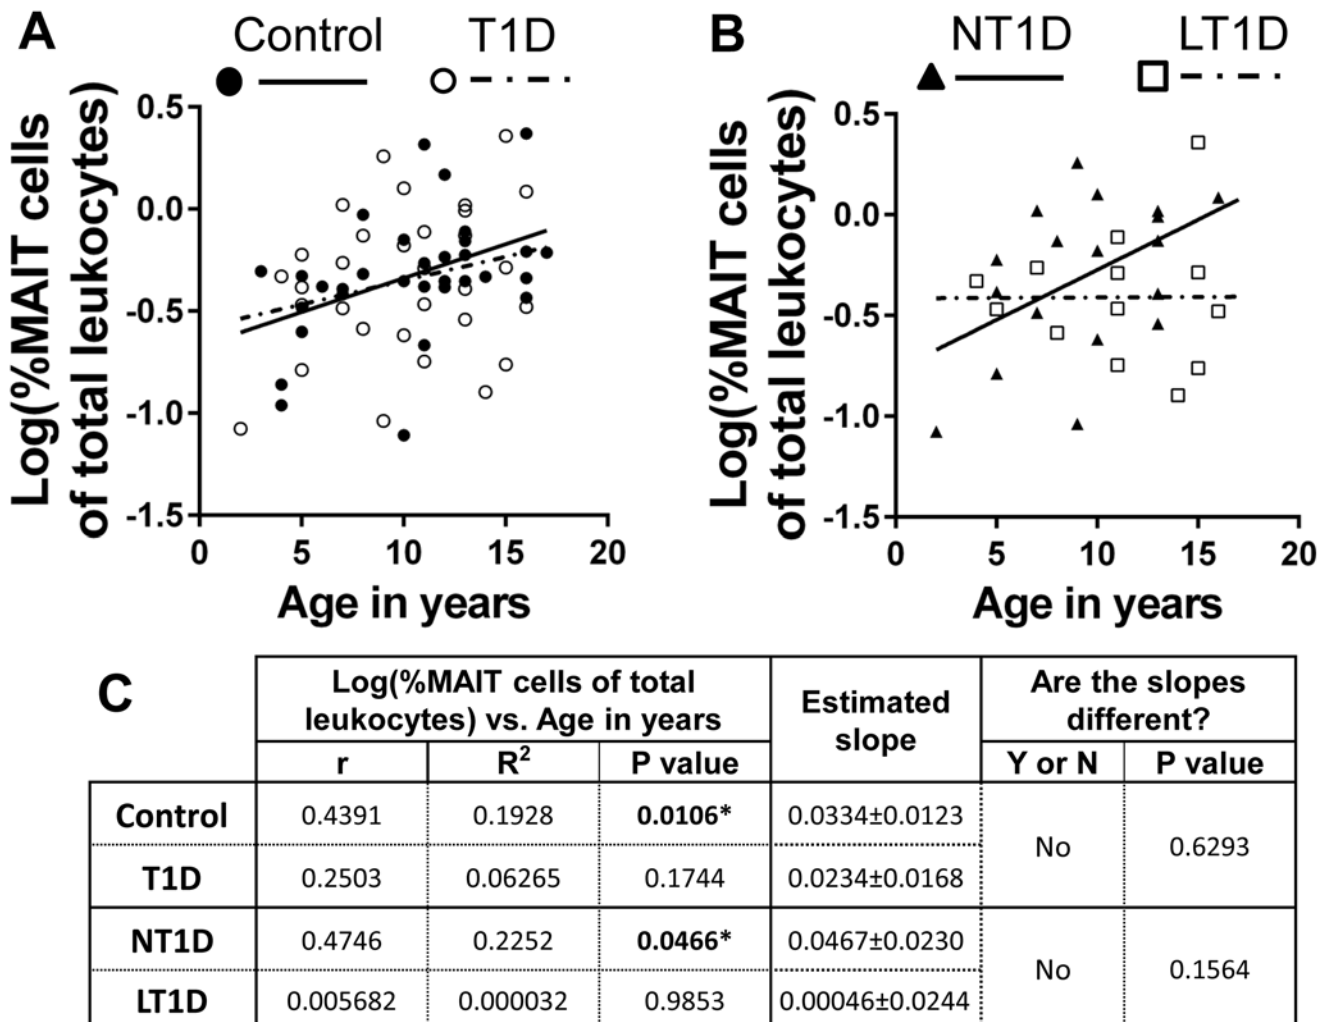 A
Control T1D
Log(%MAIT cells
of total leukocytes)
0.5
0.0
-0.5
-1.0
-1.5
0 5 10 15 20
Age in years
B
NT1D LT1D
Log(%MAIT cells
of total leukocytes)
0.5
0.0
-0.5
-1.0
-1.5
0 5 10 15 20
Age in years
C
Log(%MAIT cells of total
leukocytes) vs. Age in years
Estimated
slope
Are the slopes
different?
r R² P value Y or N P value
Control 0.4391 0.1928 0.0106* 0.0334±0.0123
No 0.6293
T1D 0.2503 0.06265 0.1744 0.0234±0.0168
NT1D 0.4746 0.2252 0.0466* 0.0467±0.0230
No 0.1564
LT1D 0.005682 0.000032 0.9853 0.00046±0.0244